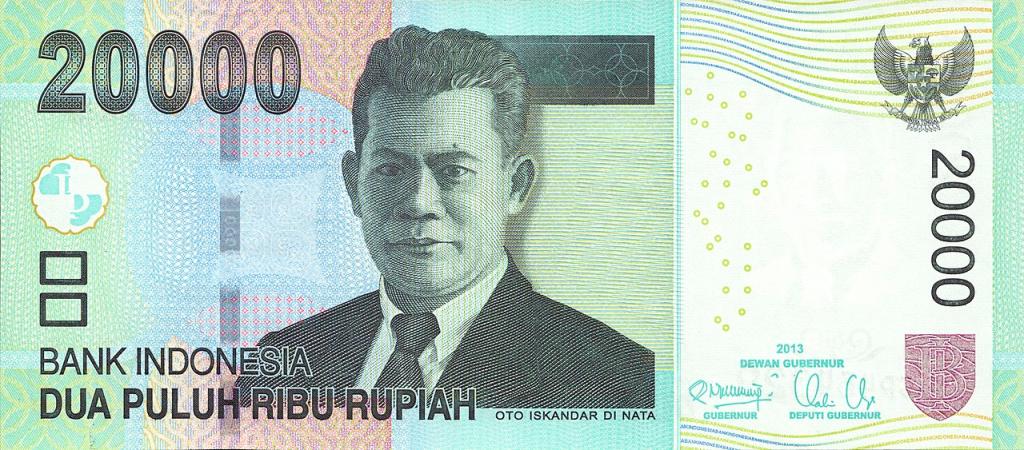 20000
BANK INDONESIA
DUA PULUH RIBU RUPIAH
OTO ISKANDAR DI NATA
20000
2013
DEWAN GUBERNUR
GUBERNUR
DEPUTI GUBERNUR